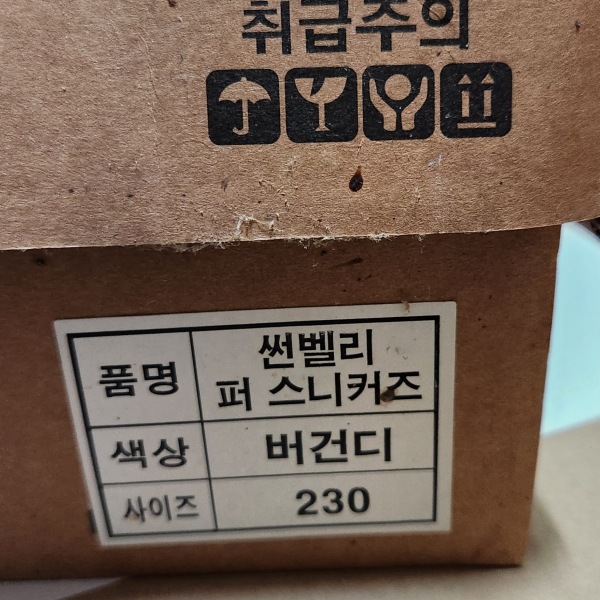 취급주의
품명 썬벨리
퍼 스니커즈
색상 버건디
사이즈 230